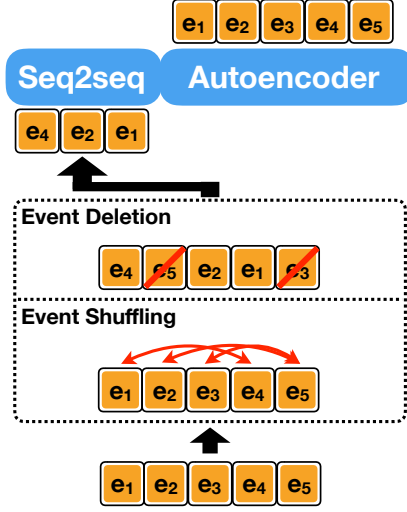 e₁ e₂ e₃ e₄ e₅
Seq2seq Autoencoder
e₄ e₂ e₁
Event Deletion
e₄ e₅ e₂ e₁ e₃
Event Shuffling
e₁ e₂ e₃ e₄ e₅
e₁ e₂ e₃ e₄ e₅